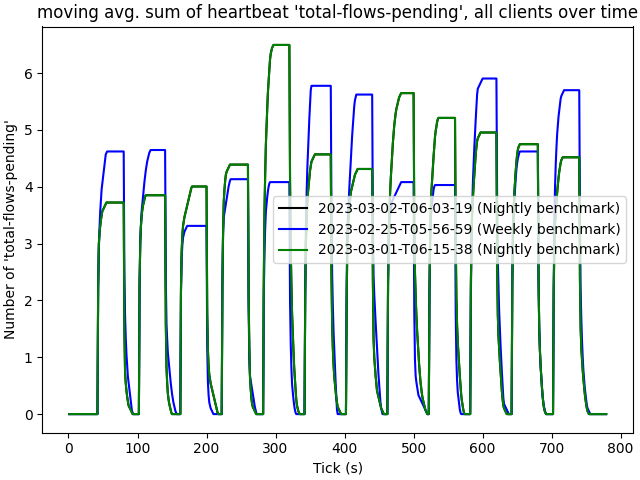 moving avg. sum of heartbeat 'total-flows-pending', all clients over time
Number of 'total-flows-pending'
6
5
4
3
2
1
0
2023-03-02-T06-03-19 (Nightly benchmark)
2023-02-25-T05-56-59 (Weekly benchmark)
2023-03-01-T06-15-38 (Nightly benchmark)
0 100 200 300 400 500 600 700 800
Tick (s)